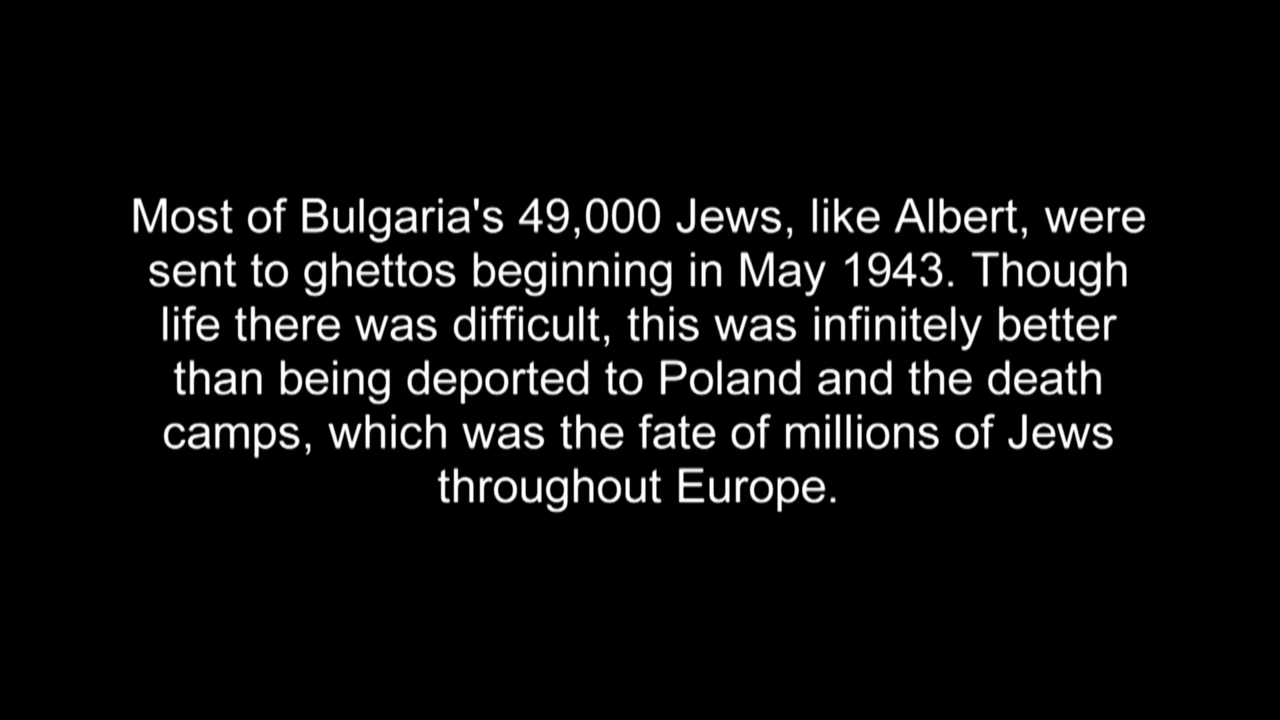 Most of Bulgaria's 49,000 Jews, like Albert, were
sent to ghettos beginning in May 1943. Though
life there was difficult, this was infinitely better
than being deported to Poland and the death
camps, which was the fate of millions of Jews
throughout Europe.